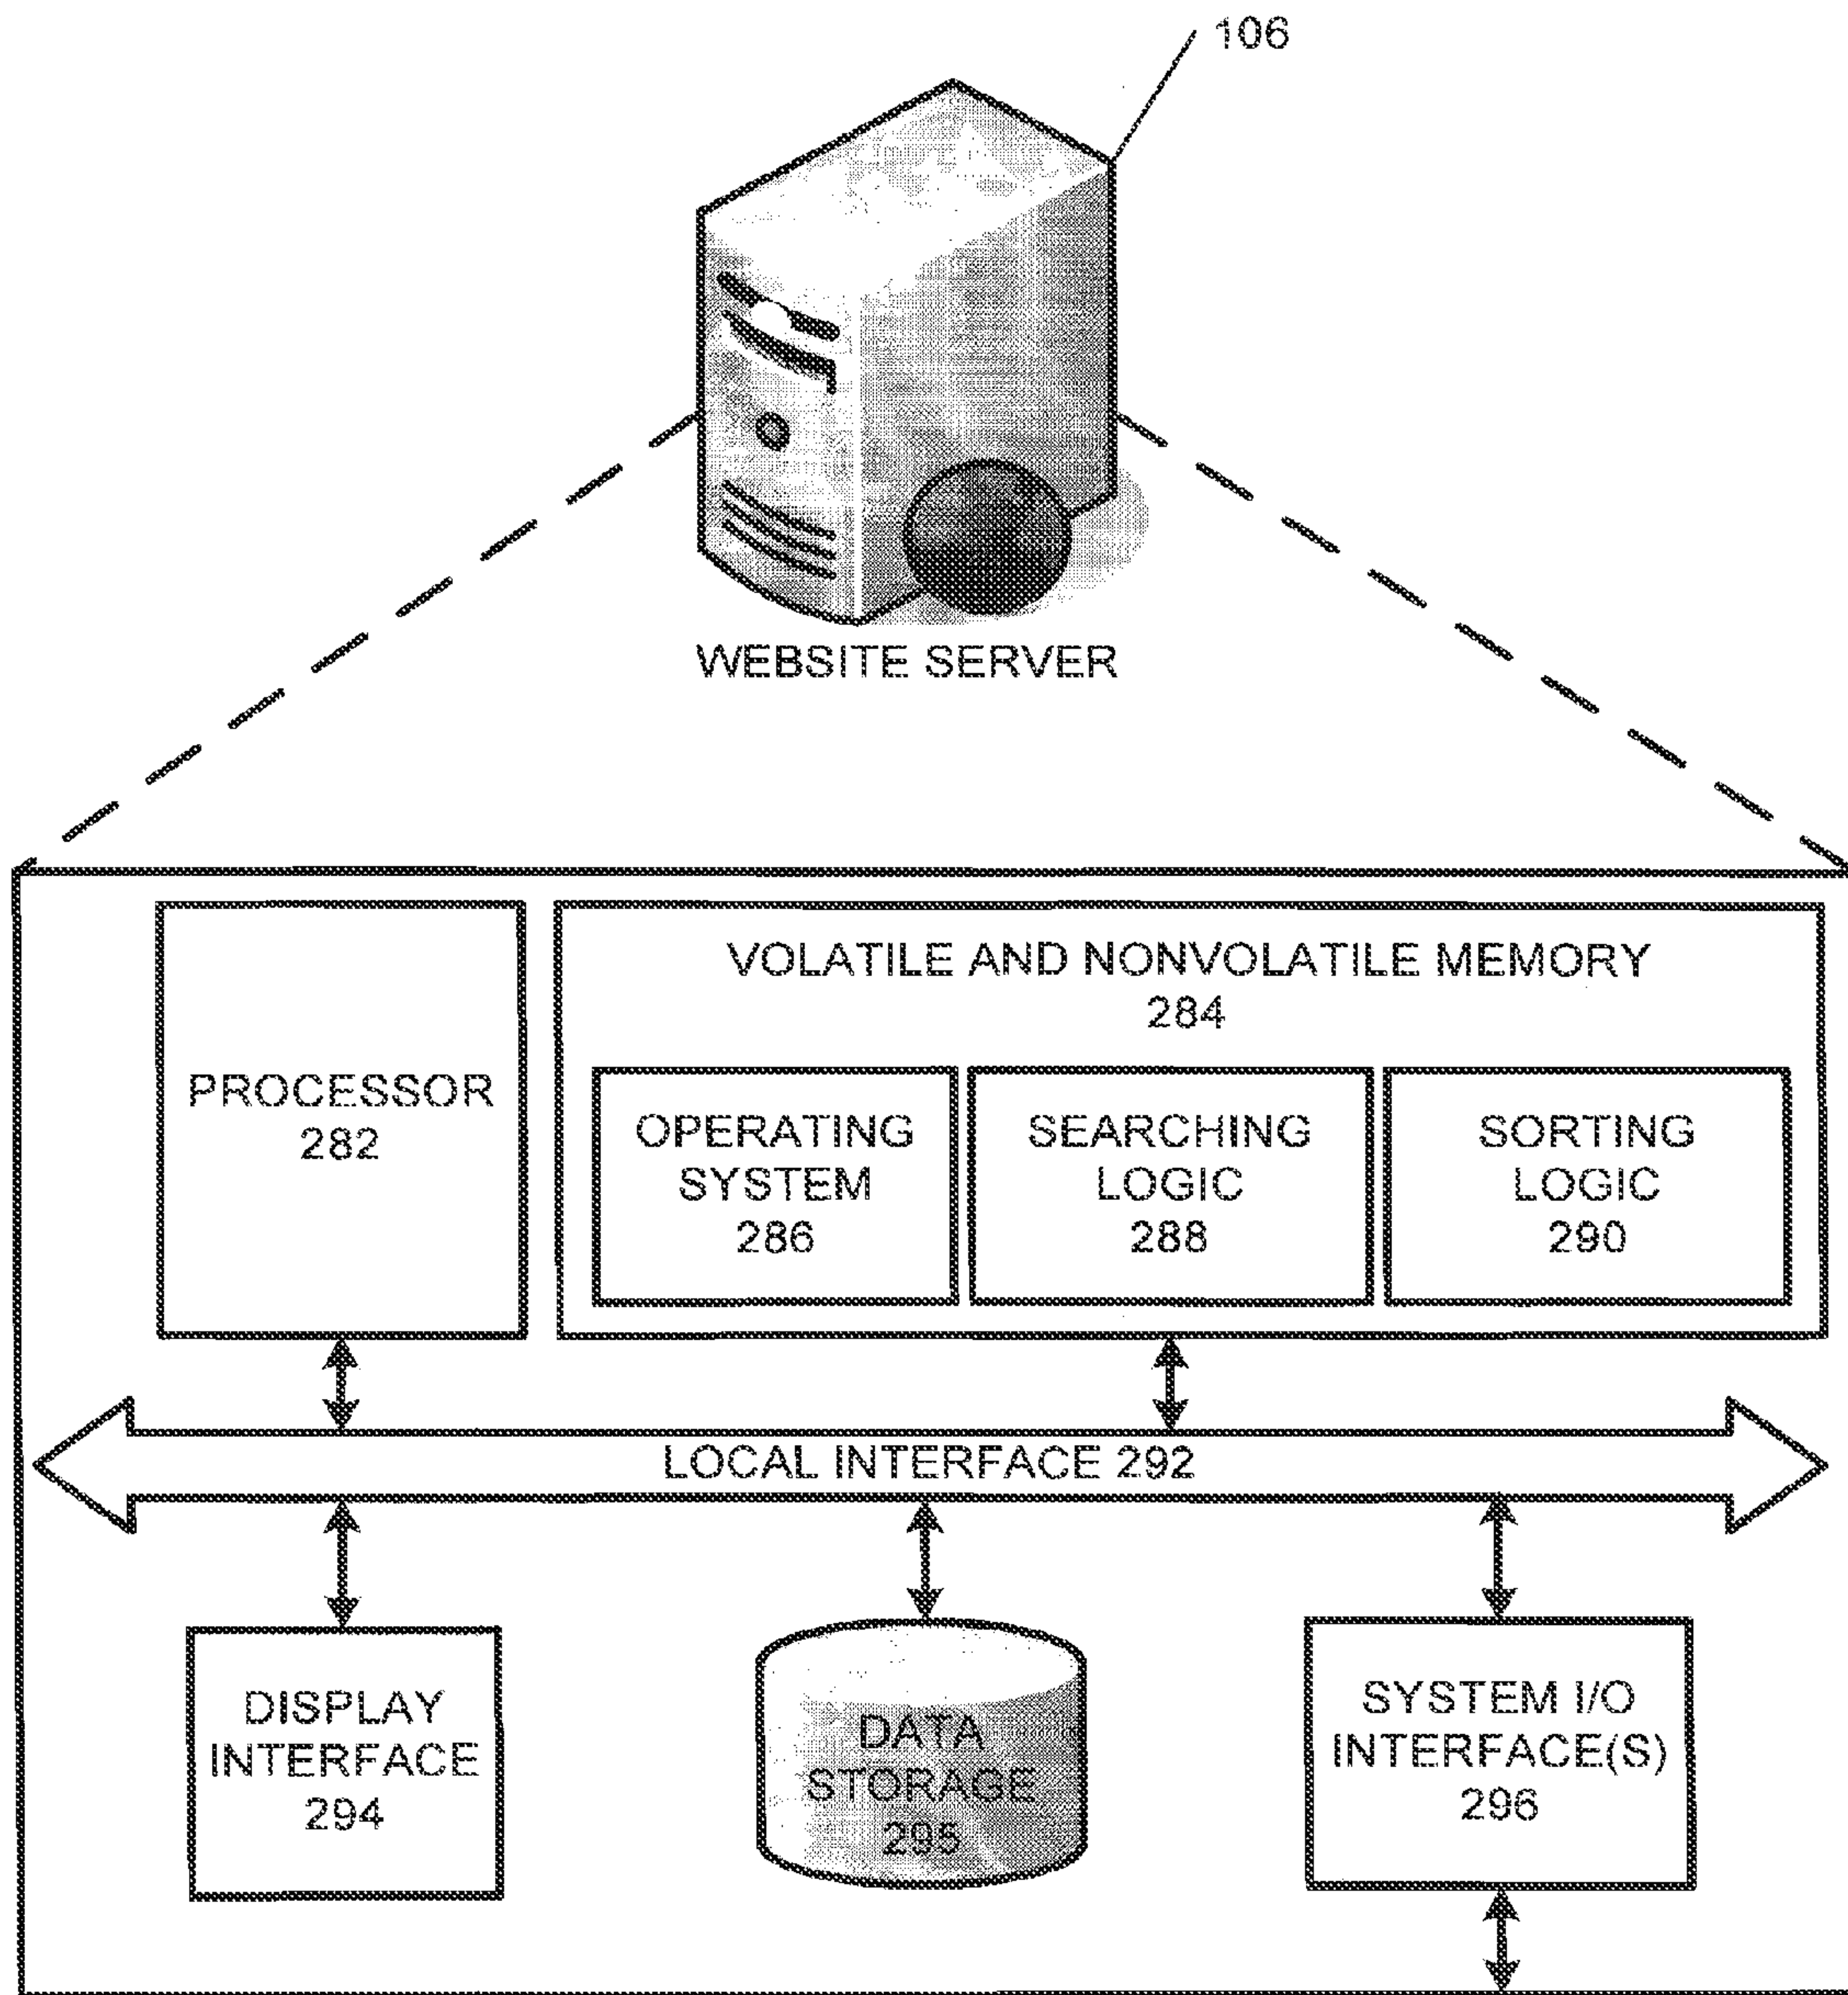 106
WEBSITE SERVER
VOLATILE AND NONVOLATILE MEMORY
284
PROCESSOR
282
OPERATING
SYSTEM
286
SEARCHING
LOGIC
288
SORTING
LOGIC
290
LOCAL INTERFACE 292
DISPLAY
INTERFACE
294
DATA
STORAGE
295
SYSTEM I/O
INTERFACE(S)
296